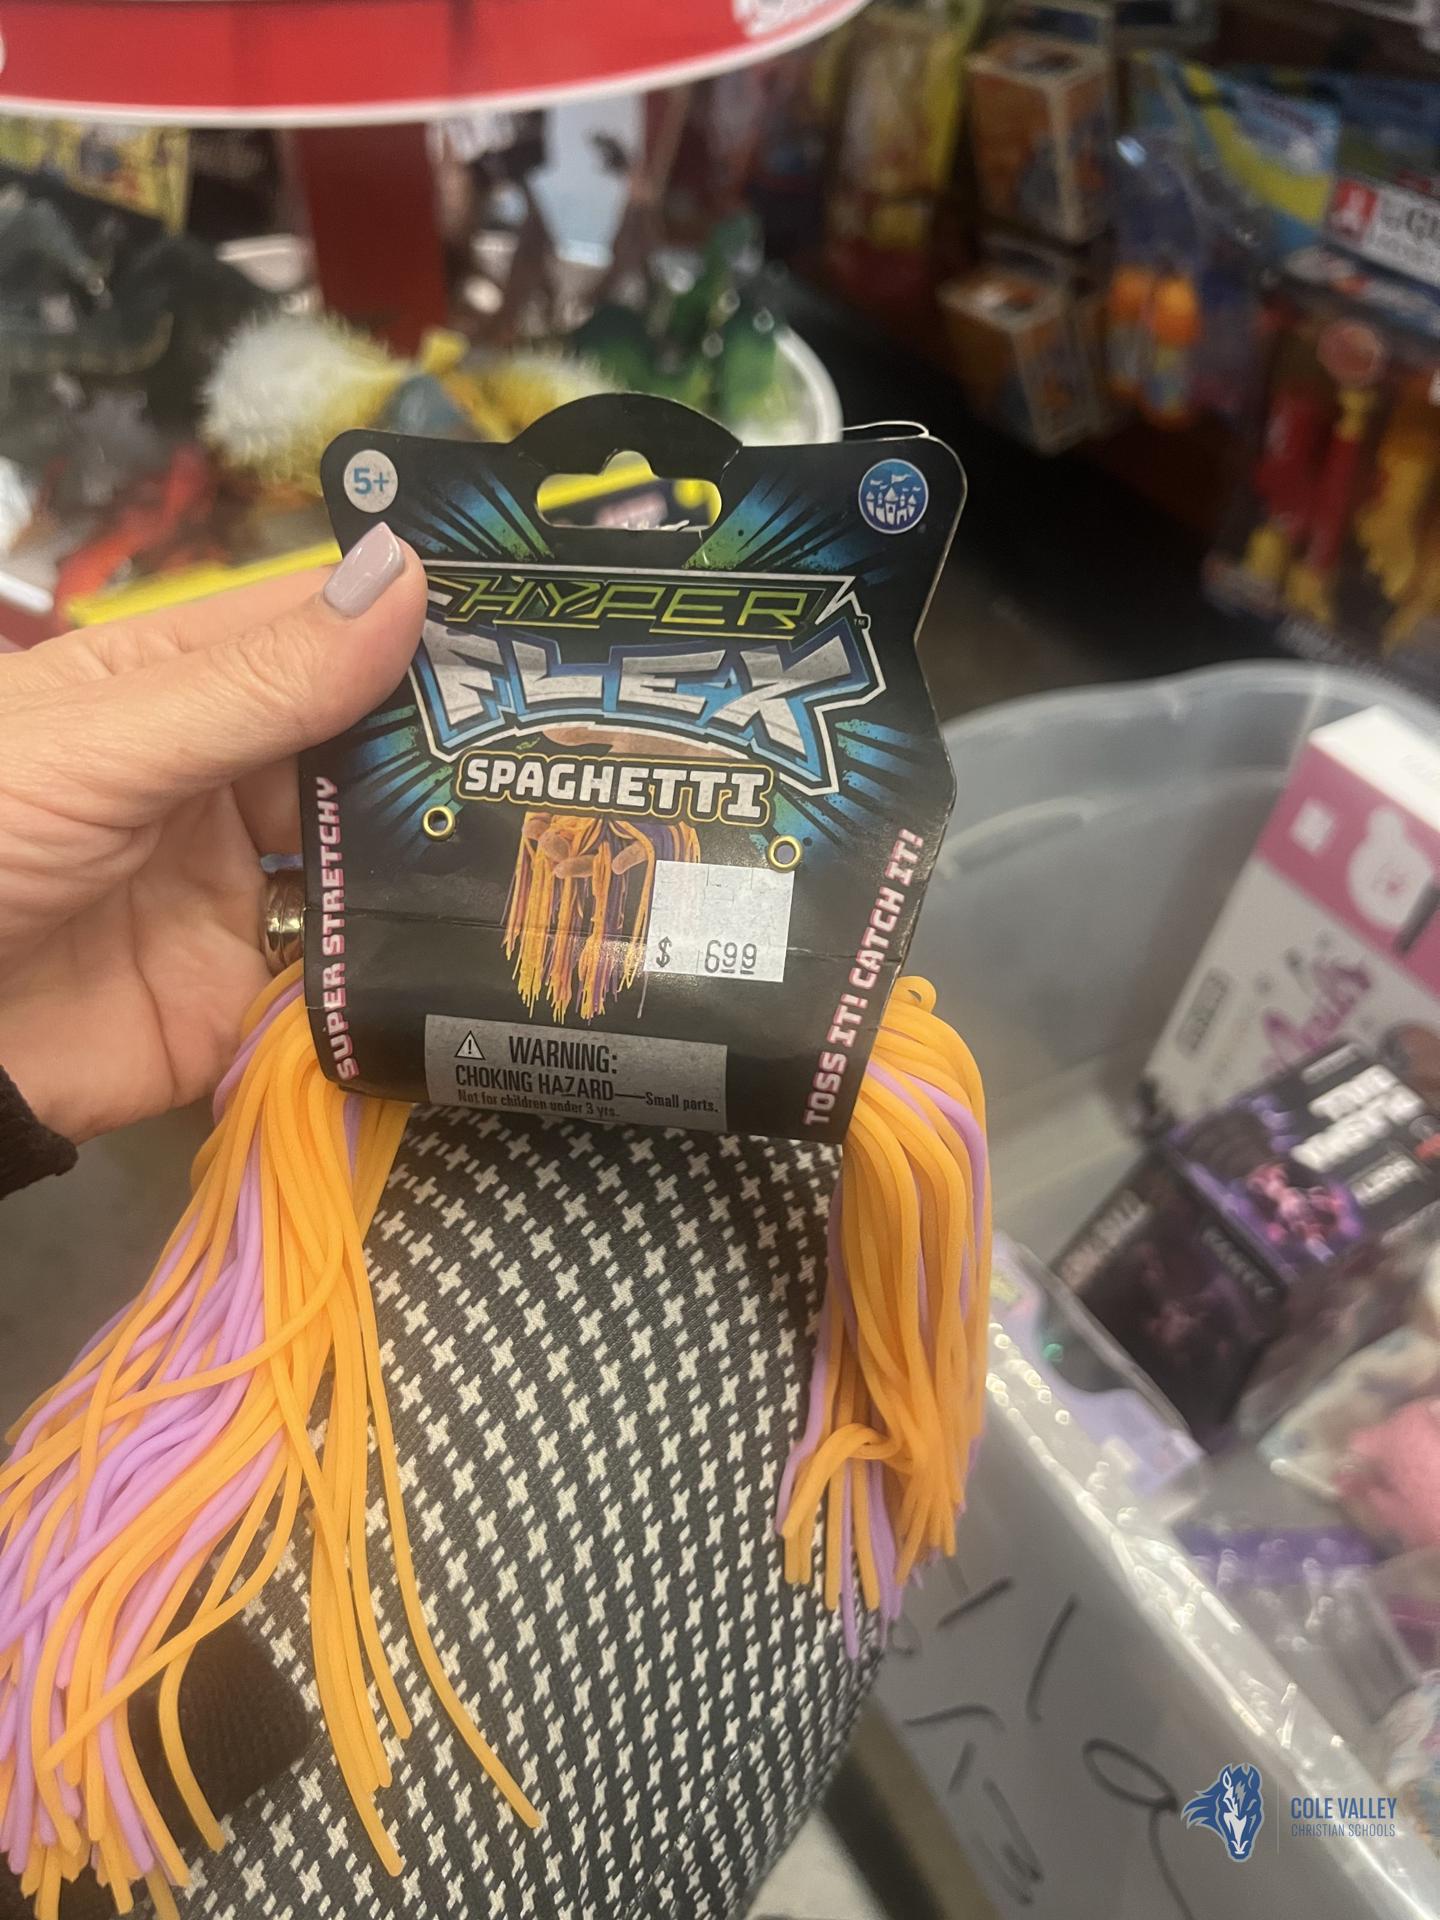 5+
HYPER
FLEX
TM
SPAGHETTI
SUPER STRETCHY
TOSS IT! CATCH IT!
$ 6.99
WARNING:
CHOKING HAZARD—Small parts.
Not for children under 3 yrs.
COLE VALLEY
CHRISTIAN SCHOOLS